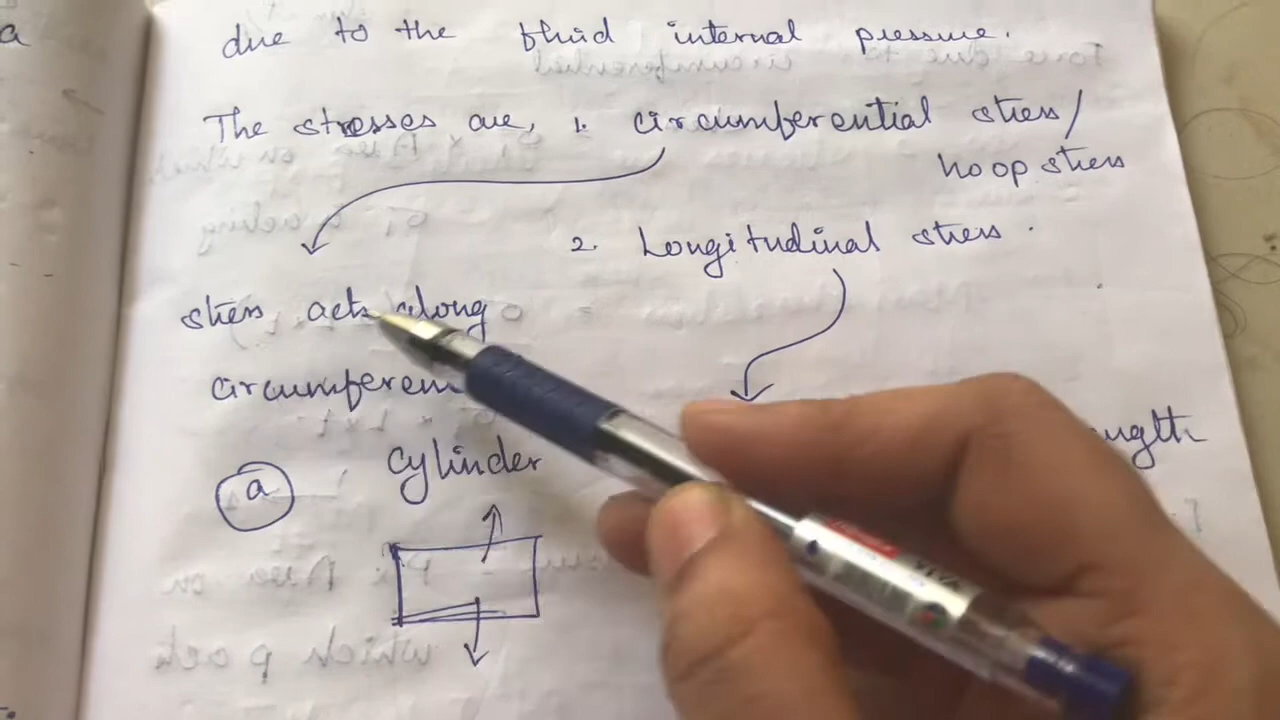 a
due to the fluid internal pressure.
The stresses are, 1. circumferential stress/
hoop stress
2. Longitudinal stress.
stress acts along
circumferen
cylinder
a